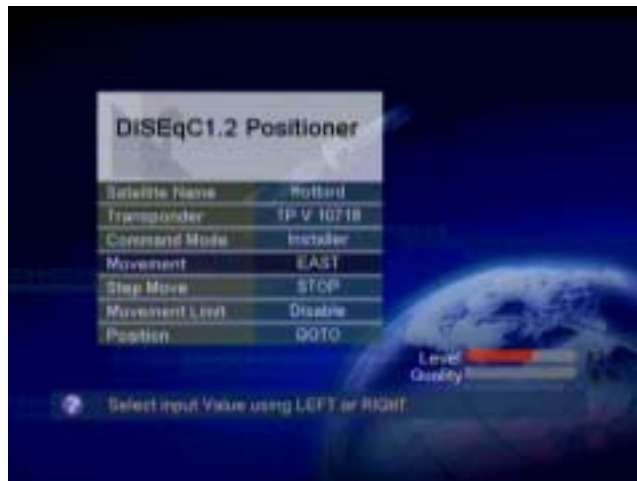 DiSEqC1.2 Positioner
Satellite Name Hotbird
Transponder TP V 10718
Command Mode Installer
Movement EAST
Step Move STOP
Movement Limit Disable
Position GOTO
Level
Quality
? Select input Value using LEFT or RIGHT